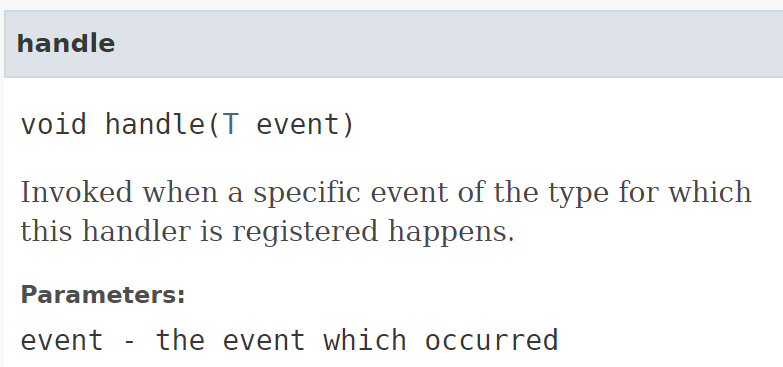 handle
void handle(T event)
Invoked when a specific event of the type for which
this handler is registered happens.
Parameters:
event - the event which occurred